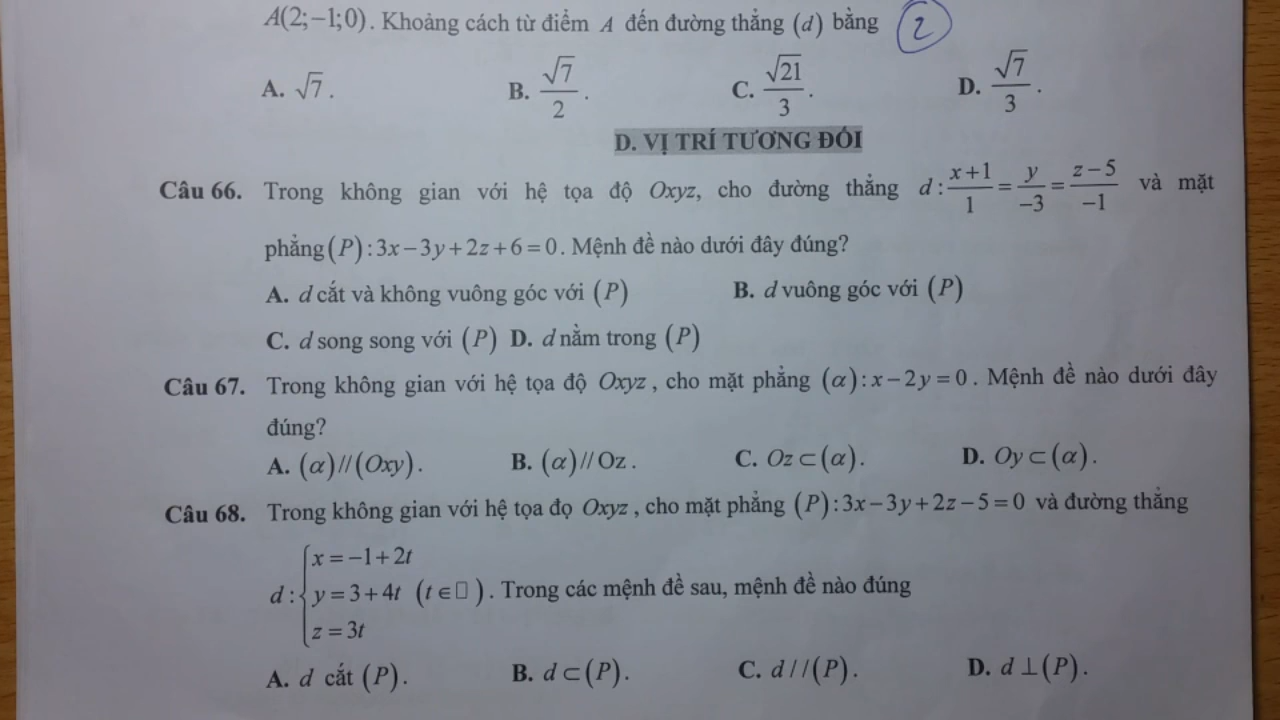 A(2;−1;0). Khoảng cách từ điểm A đến đường thẳng (d) bằng 2
A. √7. B. √7/2. C. √21/3. D. √7/3.
D. VỊ TRÍ TƯƠNG ĐỐI
Câu 66. Trong không gian với hệ tọa độ Oxyz, cho đường thẳng d: (x+1)/1 = y/−3 = (z−5)/−1 và mặt
phẳng (P): 3x−3y+2z+6=0. Mệnh đề nào dưới đây đúng?
A. d cắt và không vuông góc với (P) B. d vuông góc với (P)
C. d song song với (P) D. d nằm trong (P)
Câu 67. Trong không gian với hệ tọa độ Oxyz, cho mặt phẳng (α): x−2y=0. Mệnh đề nào dưới đây
đúng?
A. (α)//(Oxy). B. (α)//Oz. C. Oz⊂(α). D. Oy⊂(α).
Câu 68. Trong không gian với hệ tọa đọ Oxyz, cho mặt phẳng (P): 3x−3y+2z−5=0 và đường thẳng
x=−1+2t
d: { y=3+4t (t∈□). Trong các mệnh đề sau, mệnh đề nào đúng
z=3t
A. d cắt (P). B. d⊂(P). C. d//(P). D. d⊥(P).